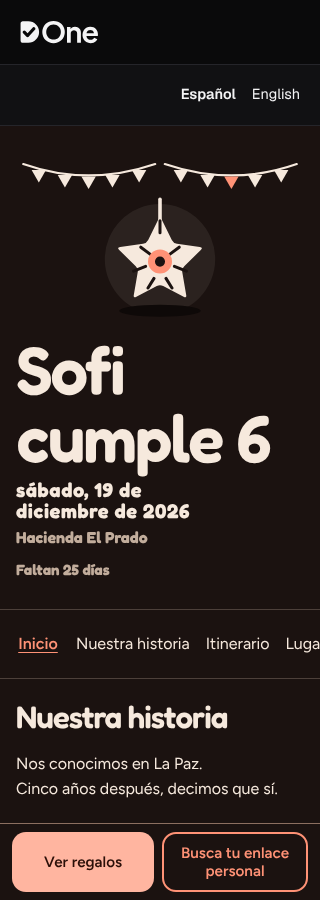 One
Español English
Sofi
cumple 6
sábado, 19 de
diciembre de 2026
Hacienda El Prado
Faltan 25 días
Inicio Nuestra historia Itinerario Luga
Nuestra historia
Nos conocimos en La Paz.
Cinco años después, decimos que sí.
Ver regalos
Busca tu enlace
personal